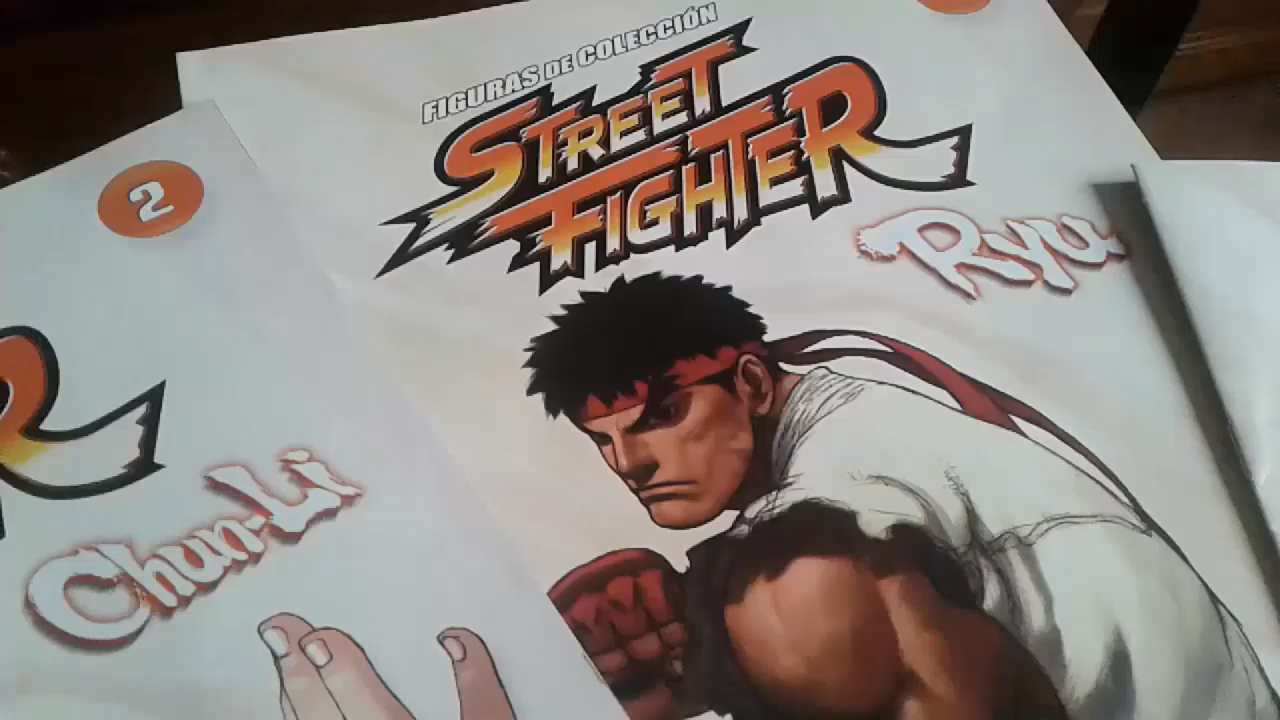 FIGURAS DE COLECCIÓN
STREET
FIGHTER
Ryu
2
R
Chun-Li